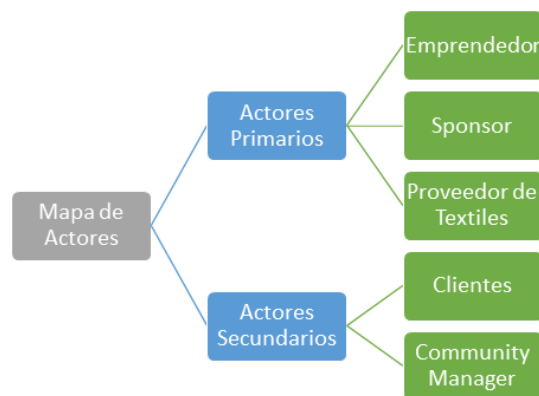 Mapa de
Actores
Actores
Primarios
Emprendedor
Sponsor
Proveedor de
Textiles
Actores
Secundarios
Clientes
Community
Manager